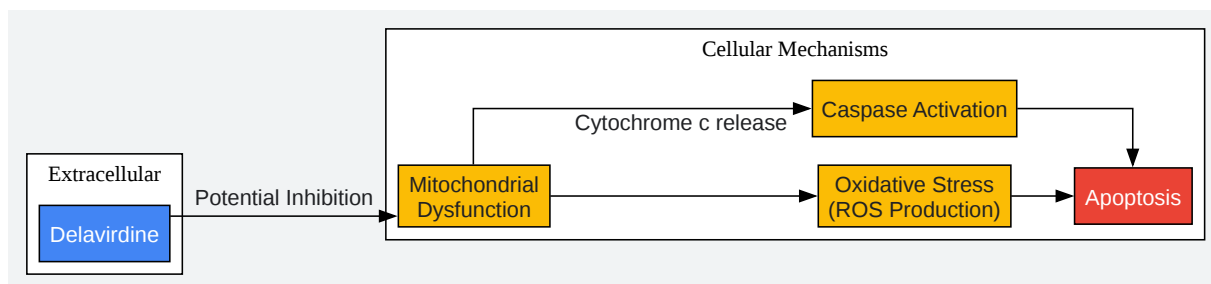 Cellular Mechanisms
Caspase Activation
Cytochrome c release
Extracellular
Potential Inhibition
Delavirdine
Mitochondrial
Dysfunction
Oxidative Stress
(ROS Production)
Apoptosis